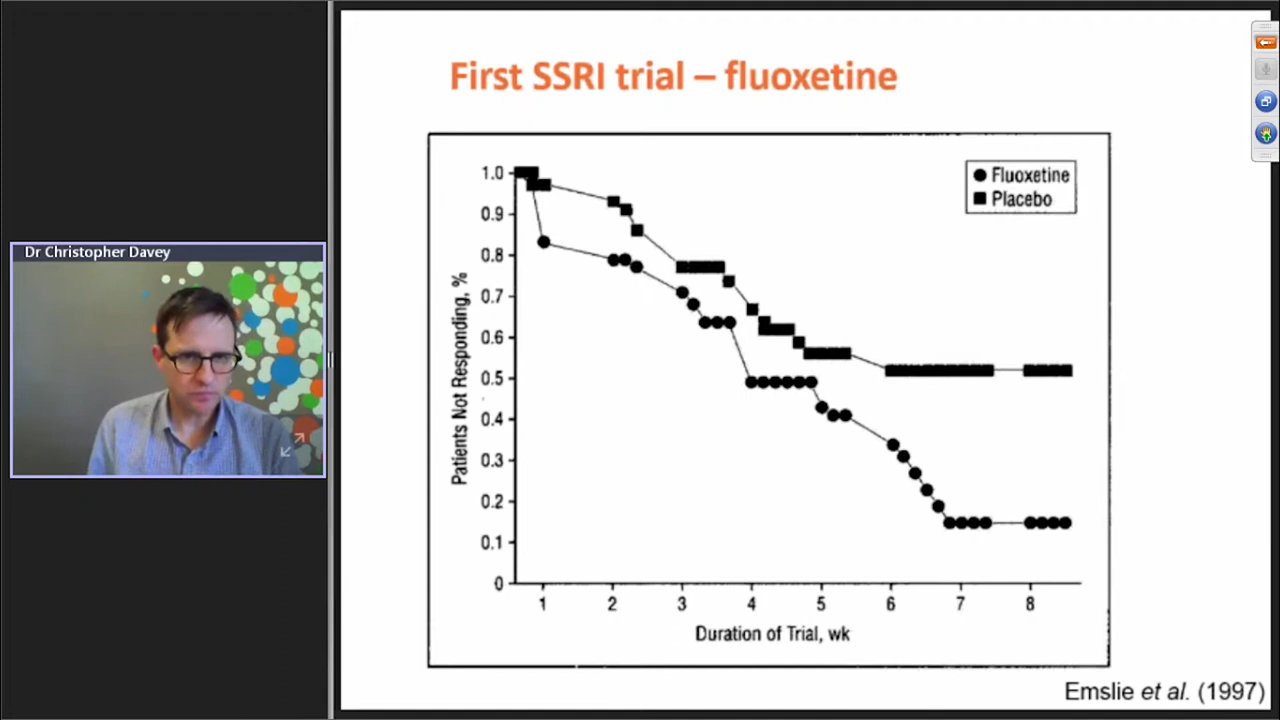 Dr Christopher Davey
First SSRI trial – fluoxetine
Fluoxetine
Placebo
Patients Not Responding, %
1.0
0.9
0.8
0.7
0.6
0.5
0.4
0.3
0.2
0.1
0
1 2 3 4 5 6 7 8
Duration of Trial, wk
Emslie et al. (1997)